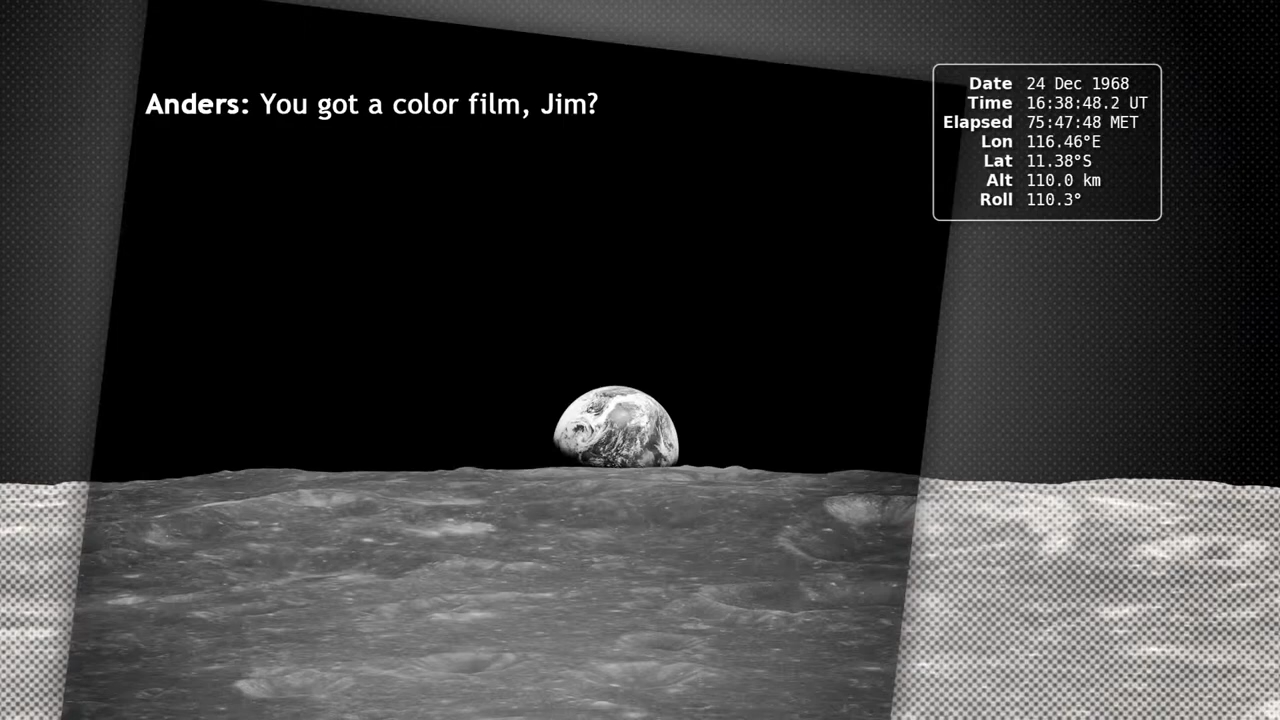 Anders: You got a color film, Jim?
Date 24 Dec 1968
Time 16:38:48.2 UT
Elapsed 75:47:48 MET
Lon 116.46°E
Lat 11.38°S
Alt 110.0 km
Roll 110.3°